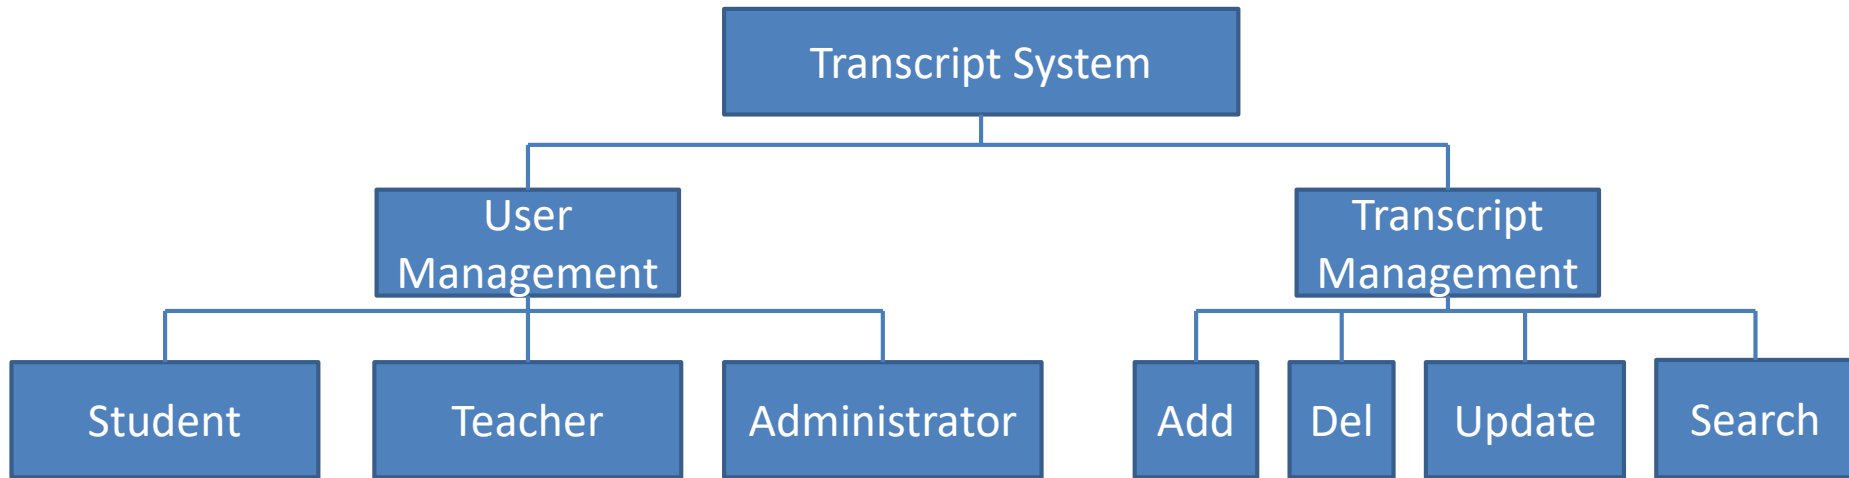 Transcript System
User
Management
Transcript
Management
Student
Teacher
Administrator
Add
Del
Update
Search